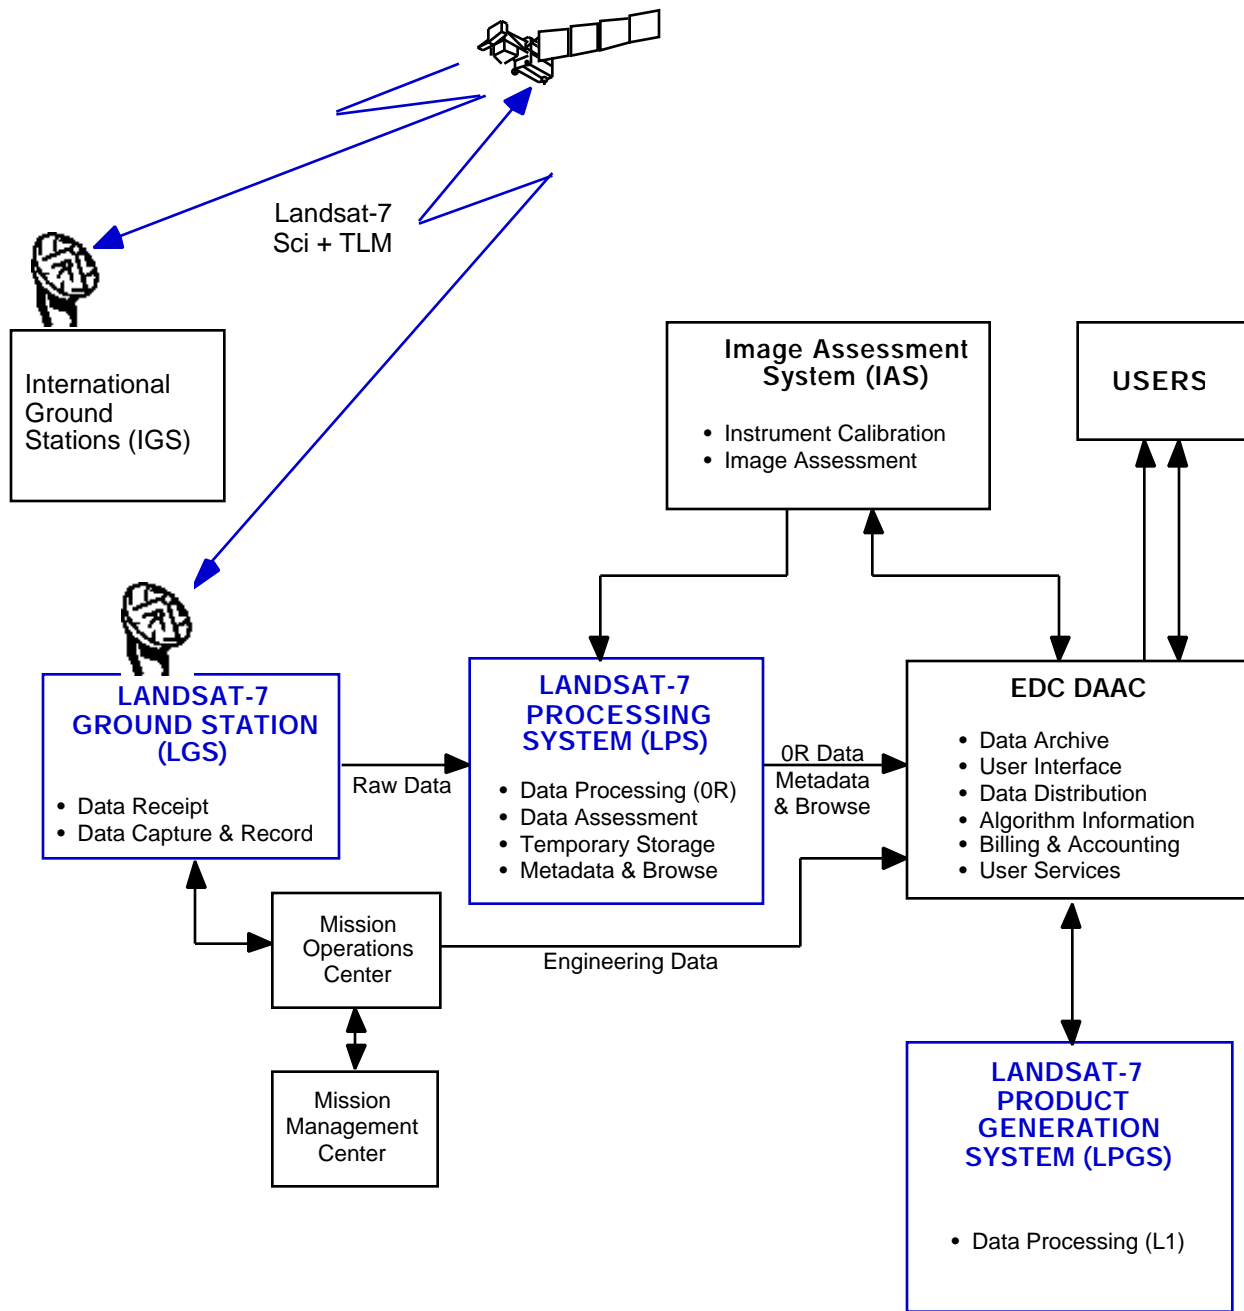 Landsat-7
Sci + TLM
International
Ground
Stations (IGS)
Image Assessment
System (IAS)
• Instrument Calibration
• Image Assessment
USERS
LANDSAT-7
GROUND STATION
(LGS)
• Data Receipt
• Data Capture & Record
Raw Data
LANDSAT-7
PROCESSING
SYSTEM (LPS)
• Data Processing (0R)
• Data Assessment
• Temporary Storage
• Metadata & Browse
0R Data
Metadata
& Browse
EDC DAAC
• Data Archive
• User Interface
• Data Distribution
• Algorithm Information
• Billing & Accounting
• User Services
Mission
Operations
Center
Engineering Data
Mission
Management
Center
LANDSAT-7
PRODUCT
GENERATION
SYSTEM (LPGS)
• Data Processing (L1)